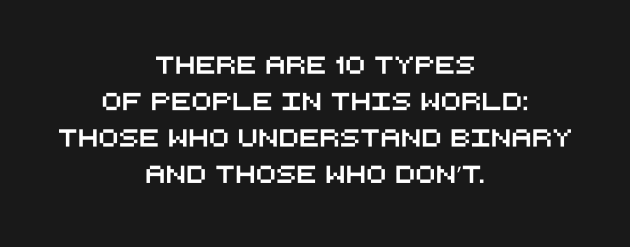 THERE ARE 10 TYPES
OF PEOPLE IN THIS WORLD:
THOSE WHO UNDERSTAND BINARY
AND THOSE WHO DON'T.